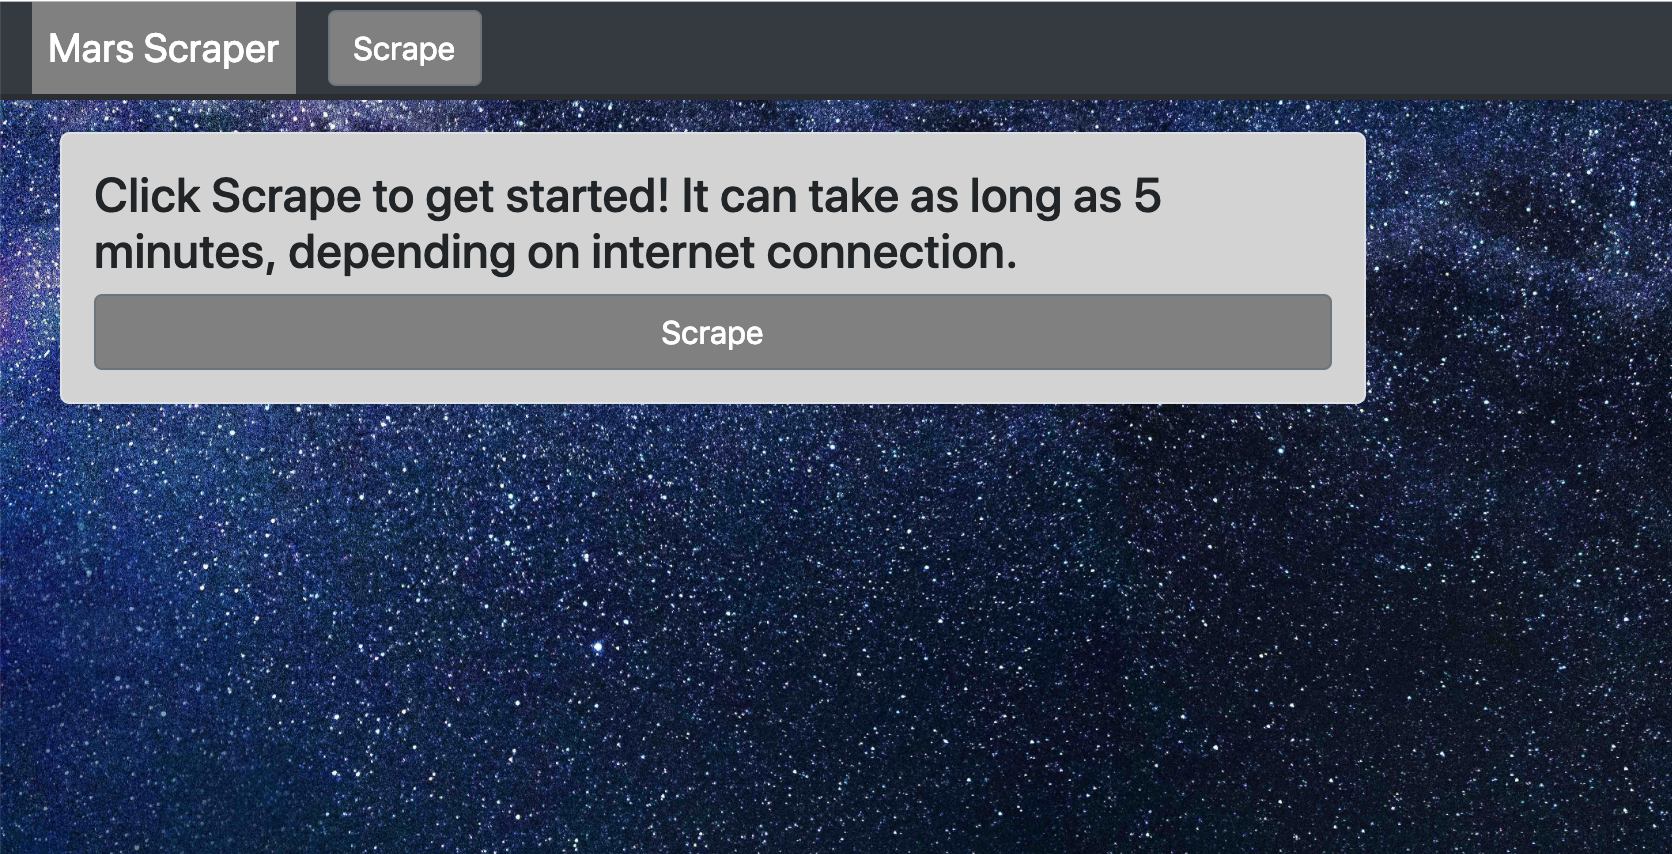 Mars Scraper
Scrape
Click Scrape to get started! It can take as long as 5
minutes, depending on internet connection.
Scrape